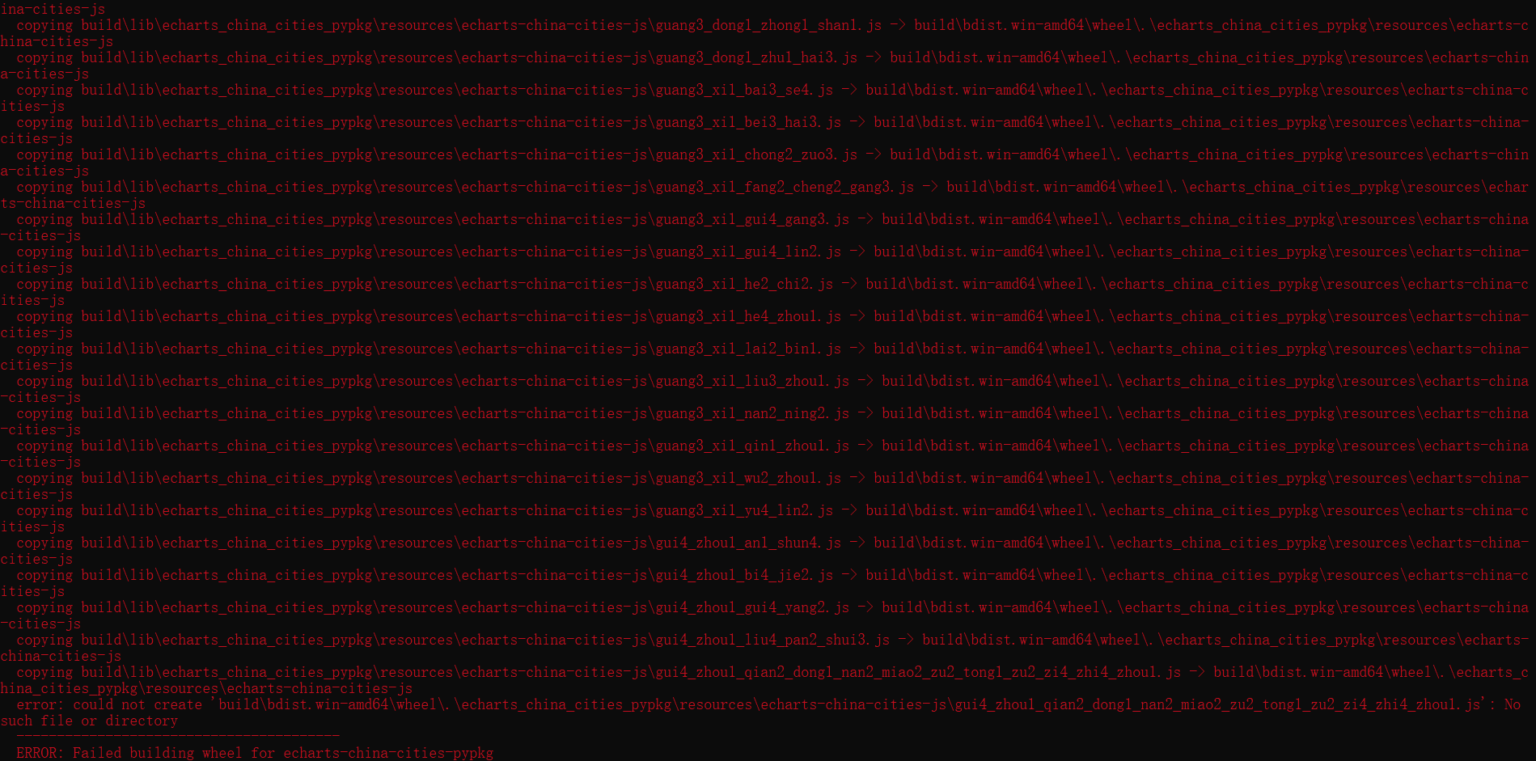 ina-cities-js
copying build\lib\echarts_china_cities_pypkg\resources\echarts-china-cities-js\guang3_dong1_zhong1_shan1.js -> build\bdist.win-amd64\wheel\.\echarts_china_cities_pypkg\resources\echarts-c
hina-cities-js
copying build\lib\echarts_china_cities_pypkg\resources\echarts-china-cities-js\guang3_dong1_zhu1_hai3.js -> build\bdist.win-amd64\wheel\.\echarts_china_cities_pypkg\resources\echarts-chin
a-cities-js
copying build\lib\echarts_china_cities_pypkg\resources\echarts-china-cities-js\guang3_xi1_bai3_se4.js -> build\bdist.win-amd64\wheel\.\echarts_china_cities_pypkg\resources\echarts-china-c
ities-js
copying build\lib\echarts_china_cities_pypkg\resources\echarts-china-cities-js\guang3_xi1_bei3_hai3.js -> build\bdist.win-amd64\wheel\.\echarts_china_cities_pypkg\resources\echarts-china-
cities-js
copying build\lib\echarts_china_cities_pypkg\resources\echarts-china-cities-js\guang3_xi1_chong2_zuo3.js -> build\bdist.win-amd64\wheel\.\echarts_china_cities_pypkg\resources\echarts-chin
a-cities-js
copying build\lib\echarts_china_cities_pypkg\resources\echarts-china-cities-js\guang3_xi1_fang2_cheng2_gang3.js -> build\bdist.win-amd64\wheel\.\echarts_china_cities_pypkg\resources\echar
ts-china-cities-js
copying build\lib\echarts_china_cities_pypkg\resources\echarts-china-cities-js\guang3_xi1_gui4_gang3.js -> build\bdist.win-amd64\wheel\.\echarts_china_cities_pypkg\resources\echarts-china
-cities-js
copying build\lib\echarts_china_cities_pypkg\resources\echarts-china-cities-js\guang3_xi1_gui4_lin2.js -> build\bdist.win-amd64\wheel\.\echarts_china_cities_pypkg\resources\echarts-china-
cities-js
copying build\lib\echarts_china_cities_pypkg\resources\echarts-china-cities-js\guang3_xi1_he2_chi2.js -> build\bdist.win-amd64\wheel\.\echarts_china_cities_pypkg\resources\echarts-china-c
ities-js
copying build\lib\echarts_china_cities_pypkg\resources\echarts-china-cities-js\guang3_xi1_he4_zhou1.js -> build\bdist.win-amd64\wheel\.\echarts_china_cities_pypkg\resources\echarts-china-
cities-js
copying build\lib\echarts_china_cities_pypkg\resources\echarts-china-cities-js\guang3_xi1_lai2_bin1.js -> build\bdist.win-amd64\wheel\.\echarts_china_cities_pypkg\resources\echarts-china-
cities-js
copying build\lib\echarts_china_cities_pypkg\resources\echarts-china-cities-js\guang3_xi1_liu3_zhou1.js -> build\bdist.win-amd64\wheel\.\echarts_china_cities_pypkg\resources\echarts-china
-cities-js
copying build\lib\echarts_china_cities_pypkg\resources\echarts-china-cities-js\guang3_xi1_nan2_ning2.js -> build\bdist.win-amd64\wheel\.\echarts_china_cities_pypkg\resources\echarts-china
-cities-js
copying build\lib\echarts_china_cities_pypkg\resources\echarts-china-cities-js\guang3_xi1_qin1_zhou1.js -> build\bdist.win-amd64\wheel\.\echarts_china_cities_pypkg\resources\echarts-china
-cities-js
copying build\lib\echarts_china_cities_pypkg\resources\echarts-china-cities-js\guang3_xi1_wu2_zhou1.js -> build\bdist.win-amd64\wheel\.\echarts_china_cities_pypkg\resources\echarts-china-
cities-js
copying build\lib\echarts_china_cities_pypkg\resources\echarts-china-cities-js\guang3_xi1_yu4_lin2.js -> build\bdist.win-amd64\wheel\.\echarts_china_cities_pypkg\resources\echarts-china-c
ities-js
copying build\lib\echarts_china_cities_pypkg\resources\echarts-china-cities-js\gui4_zhou1_an1_shun4.js -> build\bdist.win-amd64\wheel\.\echarts_china_cities_pypkg\resources\echarts-china-
cities-js
copying build\lib\echarts_china_cities_pypkg\resources\echarts-china-cities-js\gui4_zhou1_bi4_jie2.js -> build\bdist.win-amd64\wheel\.\echarts_china_cities_pypkg\resources\echarts-china-c
ities-js
copying build\lib\echarts_china_cities_pypkg\resources\echarts-china-cities-js\gui4_zhou1_gui4_yang2.js -> build\bdist.win-amd64\wheel\.\echarts_china_cities_pypkg\resources\echarts-china
-cities-js
copying build\lib\echarts_china_cities_pypkg\resources\echarts-china-cities-js\gui4_zhou1_liu4_pan2_shui3.js -> build\bdist.win-amd64\wheel\.\echarts_china_cities_pypkg\resources\echarts-
china-cities-js
copying build\lib\echarts_china_cities_pypkg\resources\echarts-china-cities-js\gui4_zhou1_qian2_dong1_nan2_miao2_zu2_tong1_zu2_zi4_zhi4_zhou1.js -> build\bdist.win-amd64\wheel\.\echarts_c
hina_cities_pypkg\resources\echarts-china-cities-js
error: could not create 'build\bdist.win-amd64\wheel\.\echarts_china_cities_pypkg\resources\echarts-china-cities-js\gui4_zhou1_qian2_dong1_nan2_miao2_zu2_tong1_zu2_zi4_zhi4_zhou1.js': No
such file or directory
----------------------------------------
ERROR: Failed building wheel for echarts-china-cities-pypkg